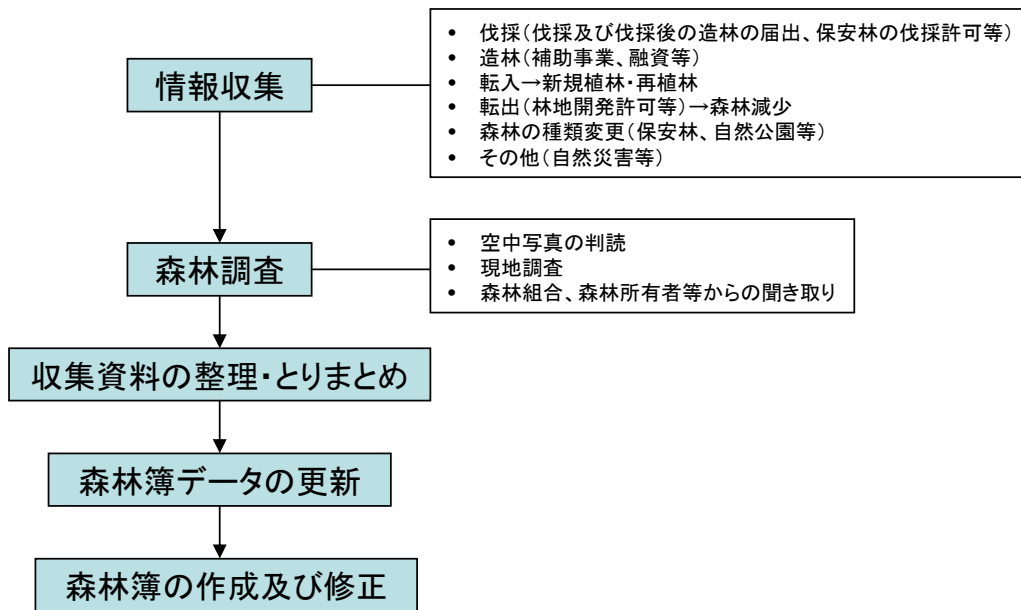 情報収集
• 伐採（伐採及び伐採後の造林の届出、保安林の伐採許可等）
• 造林（補助事業、融資等）
• 転入→新規植林・再植林
• 転出（林地開発許可等）→森林減少
• 森林の種類変更（保安林、自然公園等）
• その他（自然災害等）
森林調査
• 空中写真の判読
• 現地調査
• 森林組合、森林所有者等からの聞き取り
収集資料の整理・とりまとめ
森林簿データの更新
森林簿の作成及び修正